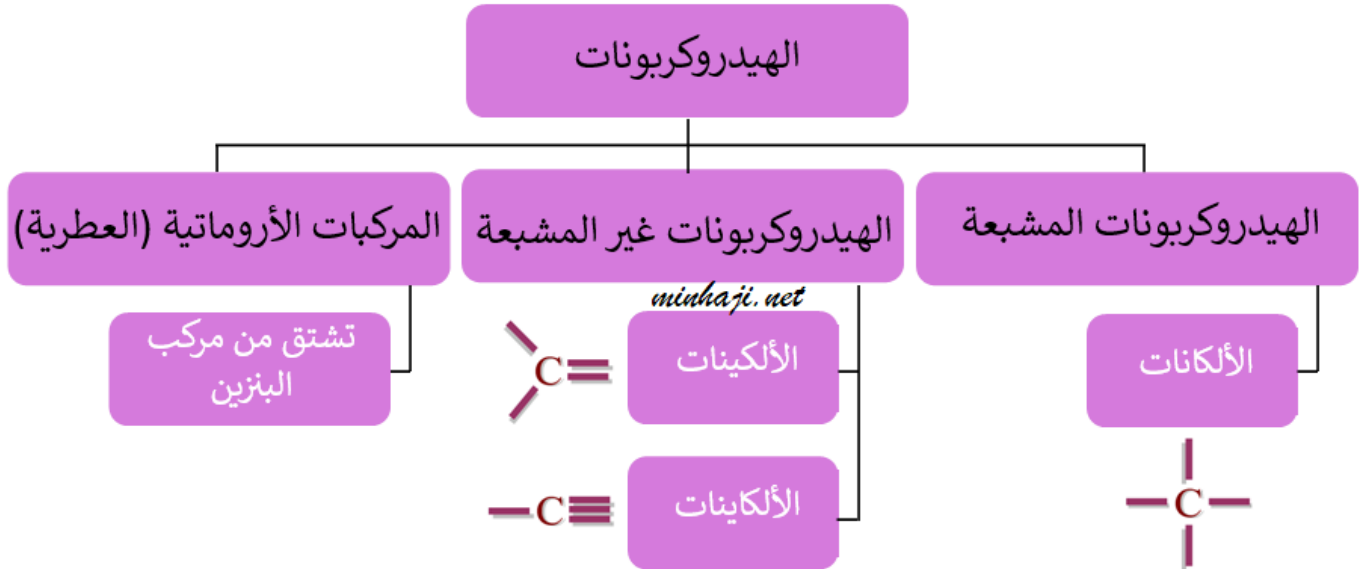 الهيدروكربونات
الهيدروكربونات المشبعة
الهيدروكربونات غير المشبعة
المركبات الأروماتية (العطرية)
minhaji.net
الألكانات
الألكينات
تشتق من مركب
البنزين
C
C
الألكاينات
C